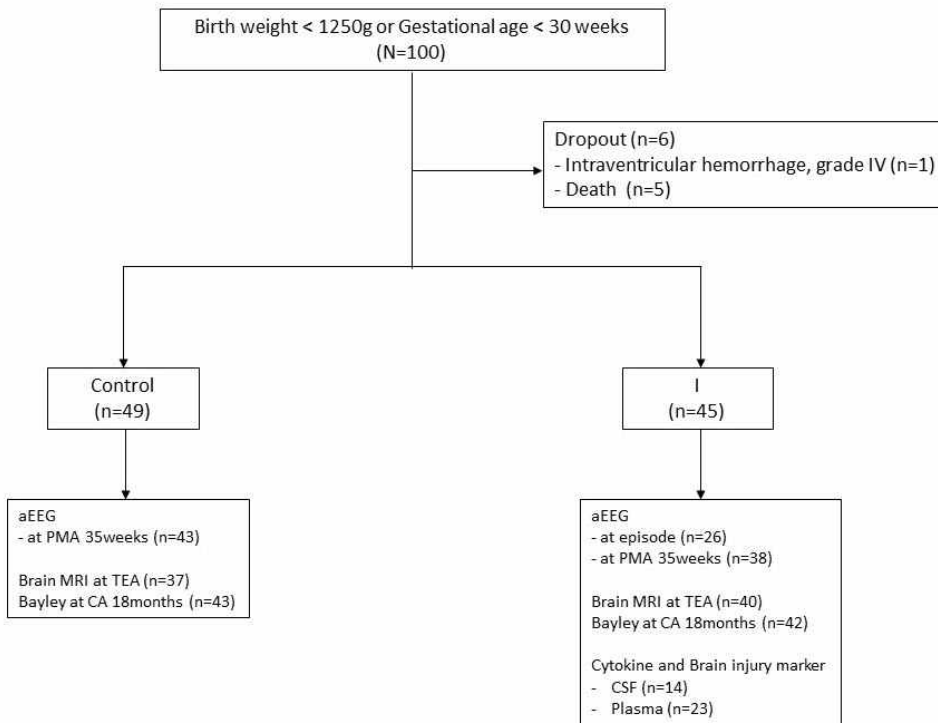 Birth weight < 1250g or Gestational age < 30 weeks
(N=100)
Dropout (n=6)
- Intraventricular hemorrhage, grade IV (n=1)
- Death (n=5)
Control
(n=49)
I
(n=45)
aEEG
- at PMA 35weeks (n=43)
Brain MRI at TEA (n=37)
Bayley at CA 18months (n=43)
aEEG
- at episode (n=26)
- at PMA 35weeks (n=38)
Brain MRI at TEA (n=40)
Bayley at CA 18months (n=42)
Cytokine and Brain injury marker
- CSF (n=14)
- Plasma (n=23)